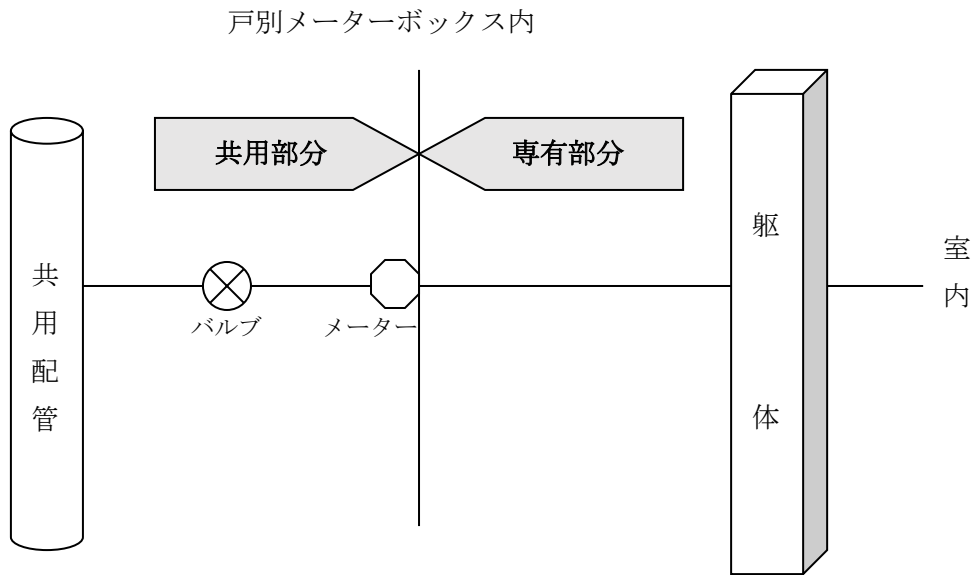 戸別メーターボックス内
共用部分
専有部分
共用配管
バルブ
メーター
躯体
室内